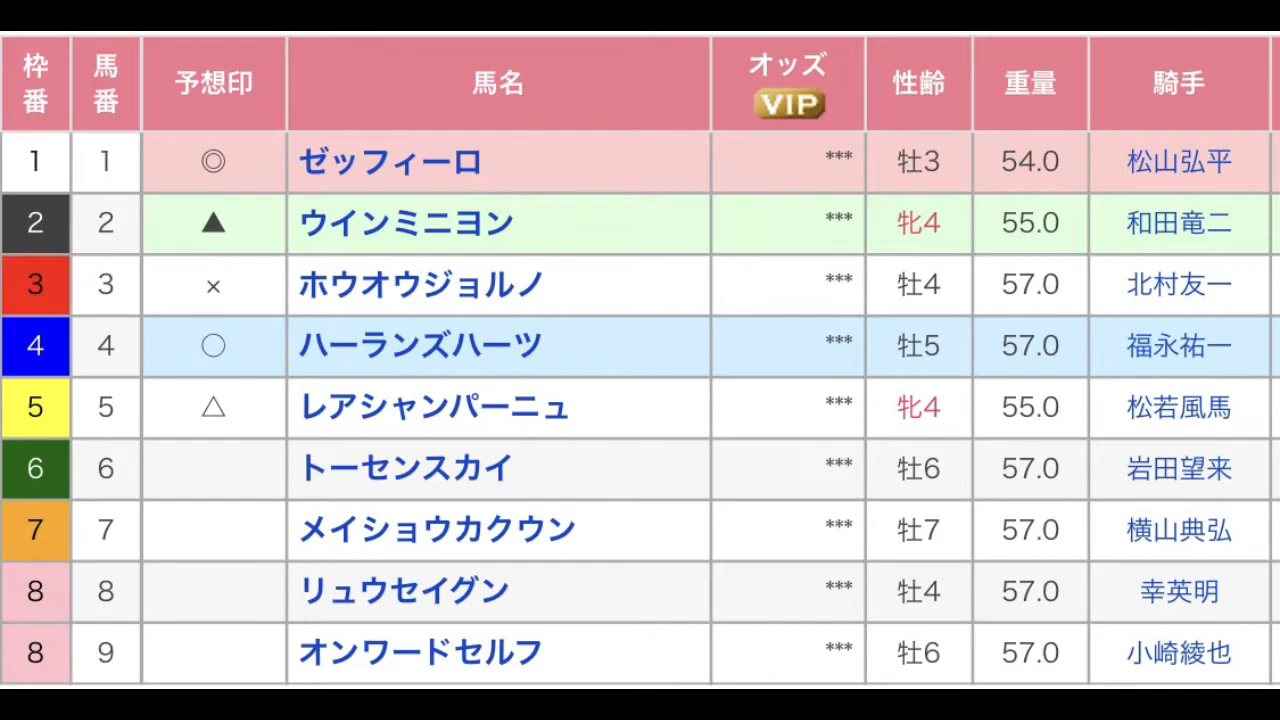 枠番 馬番 予想印 馬名 オッズ VIP 性齢 重量 騎手
1 1 ◎ ゼッフィーロ *** 牡3 54.0 松山弘平
2 2 ▲ ウインミニヨン *** 牝4 55.0 和田竜二
3 3 × ホウオウジョルノ *** 牡4 57.0 北村友一
4 4 ○ ハーランズハーツ *** 牡5 57.0 福永祐一
5 5 △ レアシャンパーニュ *** 牝4 55.0 松若風馬
6 6 トーセンスカイ *** 牡6 57.0 岩田望来
7 7 メイショウカクウン *** 牡7 57.0 横山典弘
8 8 リュウセイグン *** 牡4 57.0 幸英明
8 9 オンワードセルフ *** 牡6 57.0 小崎綾也